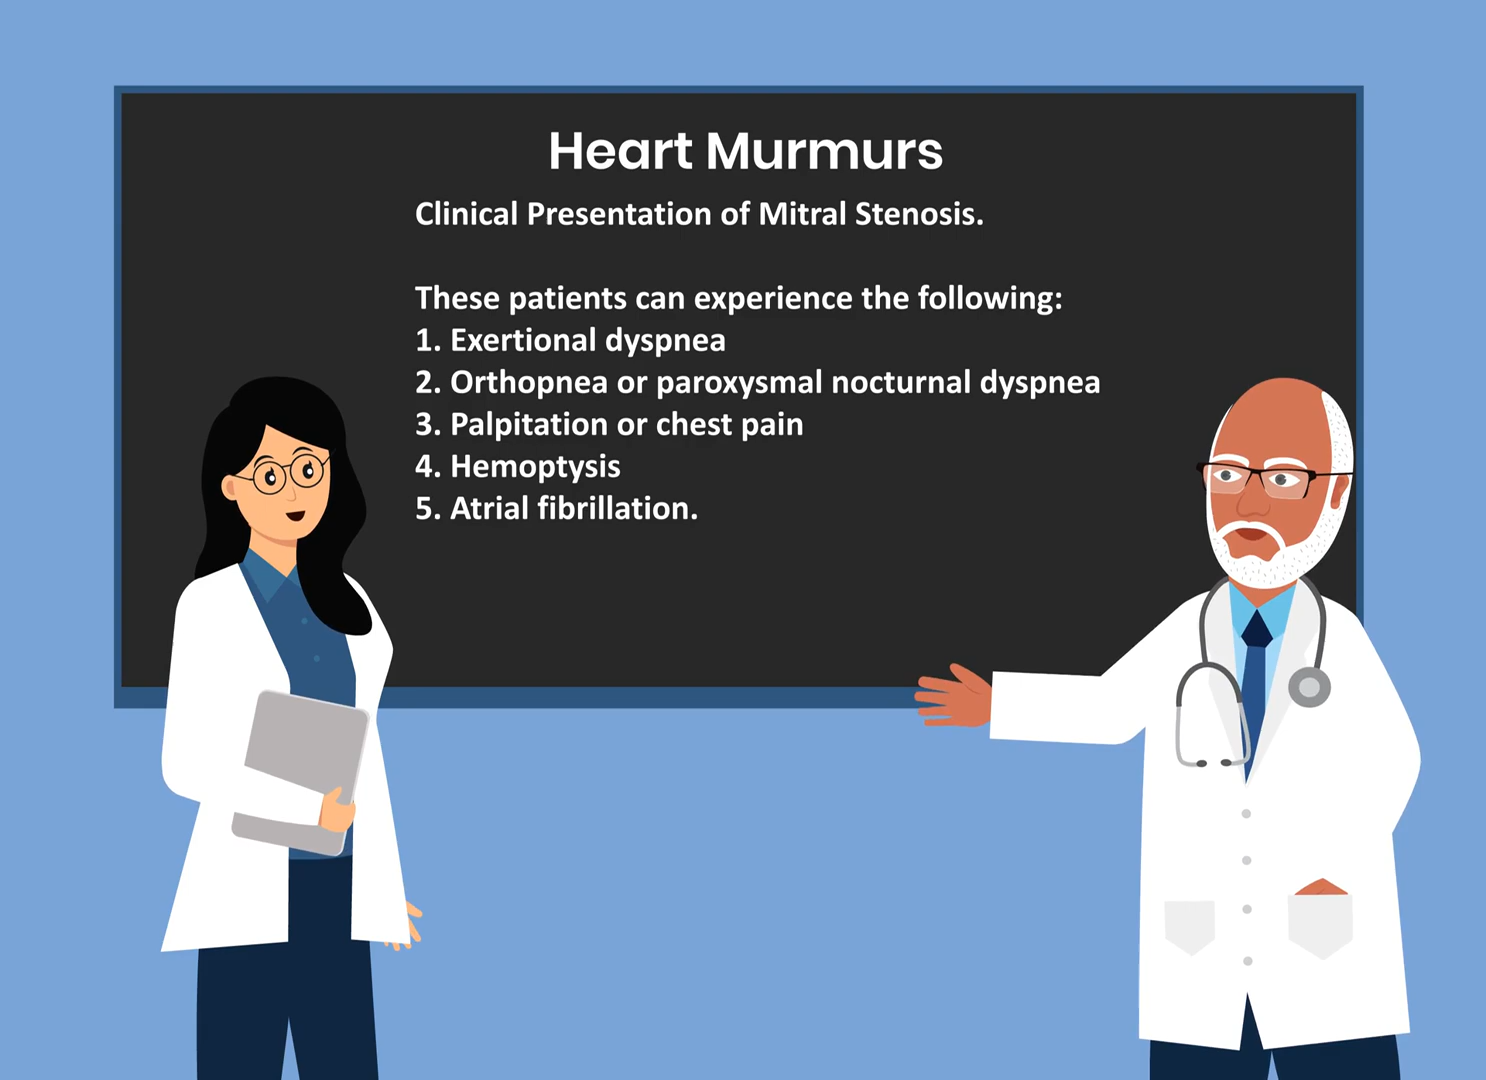 Heart Murmurs
Clinical Presentation of Mitral Stenosis.
These patients can experience the following:
1. Exertional dyspnea
2. Orthopnea or paroxysmal nocturnal dyspnea
3. Palpitation or chest pain
4. Hemoptysis
5. Atrial fibrillation.